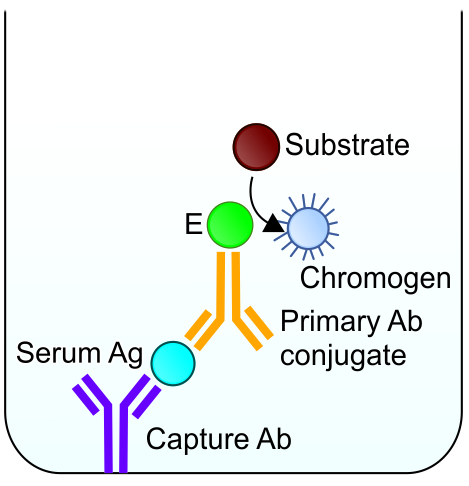 Substrate
E
Chromogen
Primary Ab
conjugate
Serum Ag
Capture Ab